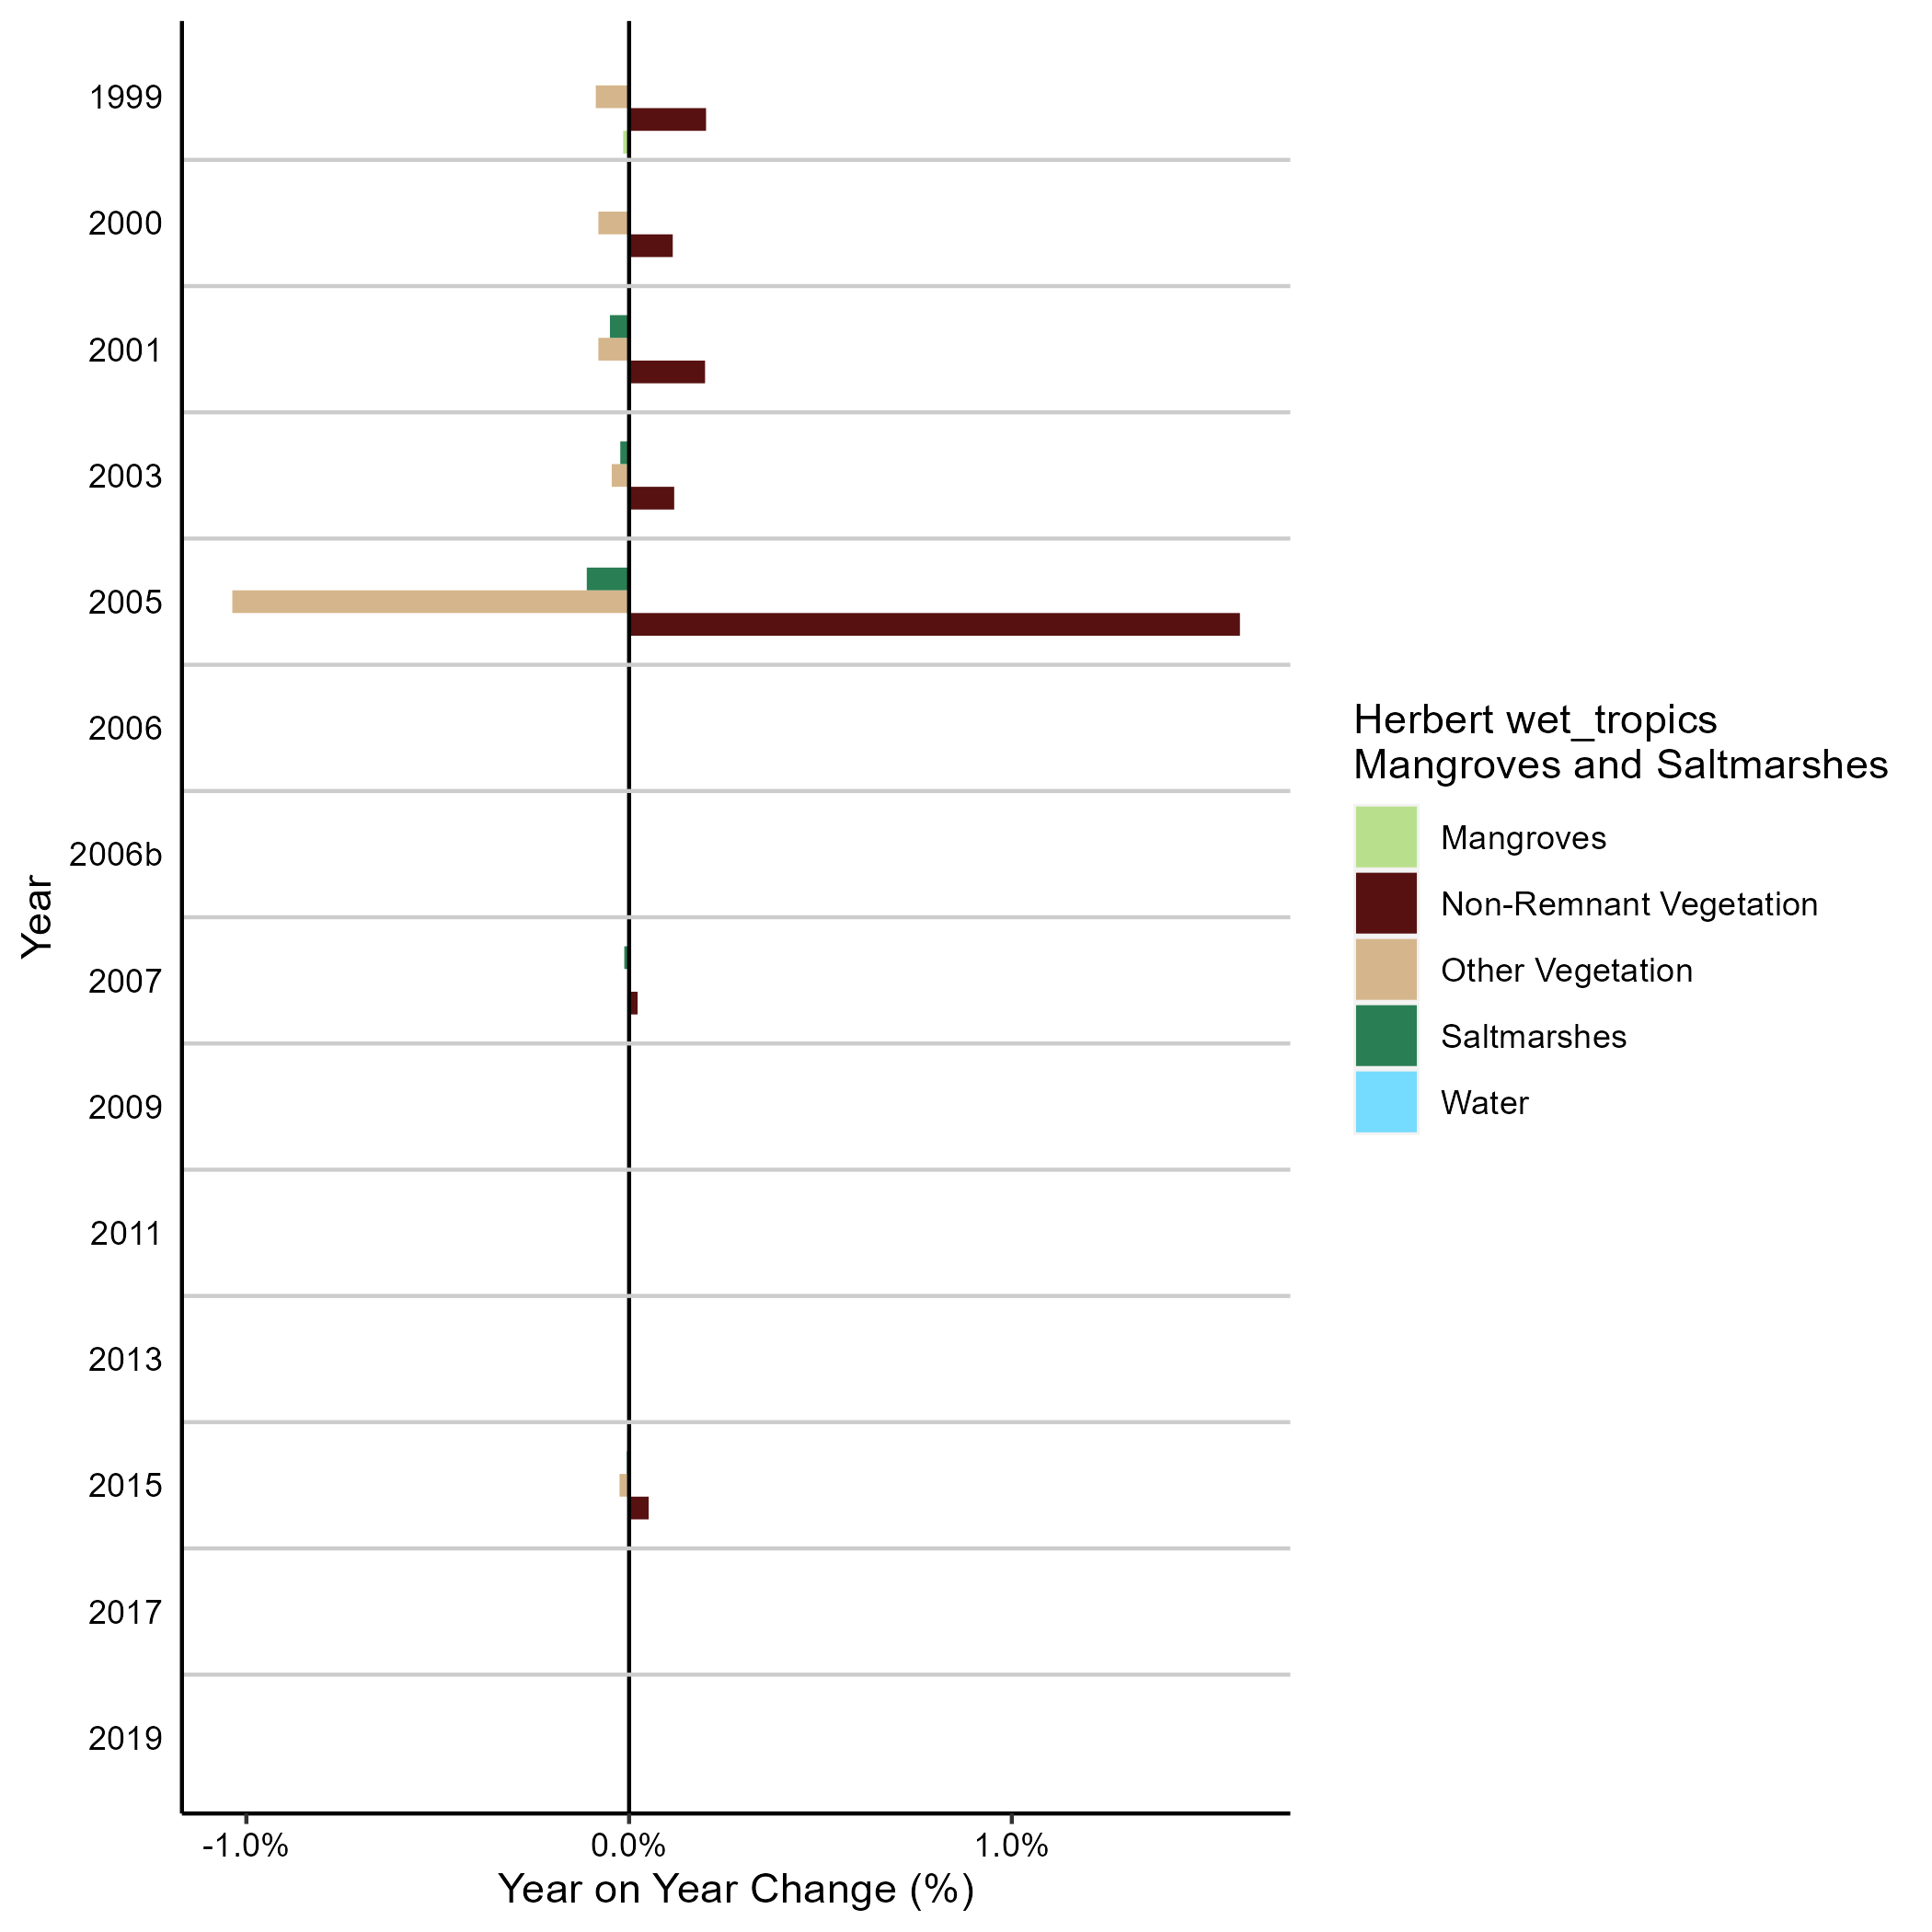 1999
2000
2001
2003
2005
2006
2006b
2007
2009
2011
2013
2015
2017
2019
Year
-1.0%
0.0%
1.0%
Year on Year Change (%)
Herbert wet_tropics
Mangroves and Saltmarshes
Mangroves
Non-Remnant Vegetation
Other Vegetation
Saltmarshes
Water